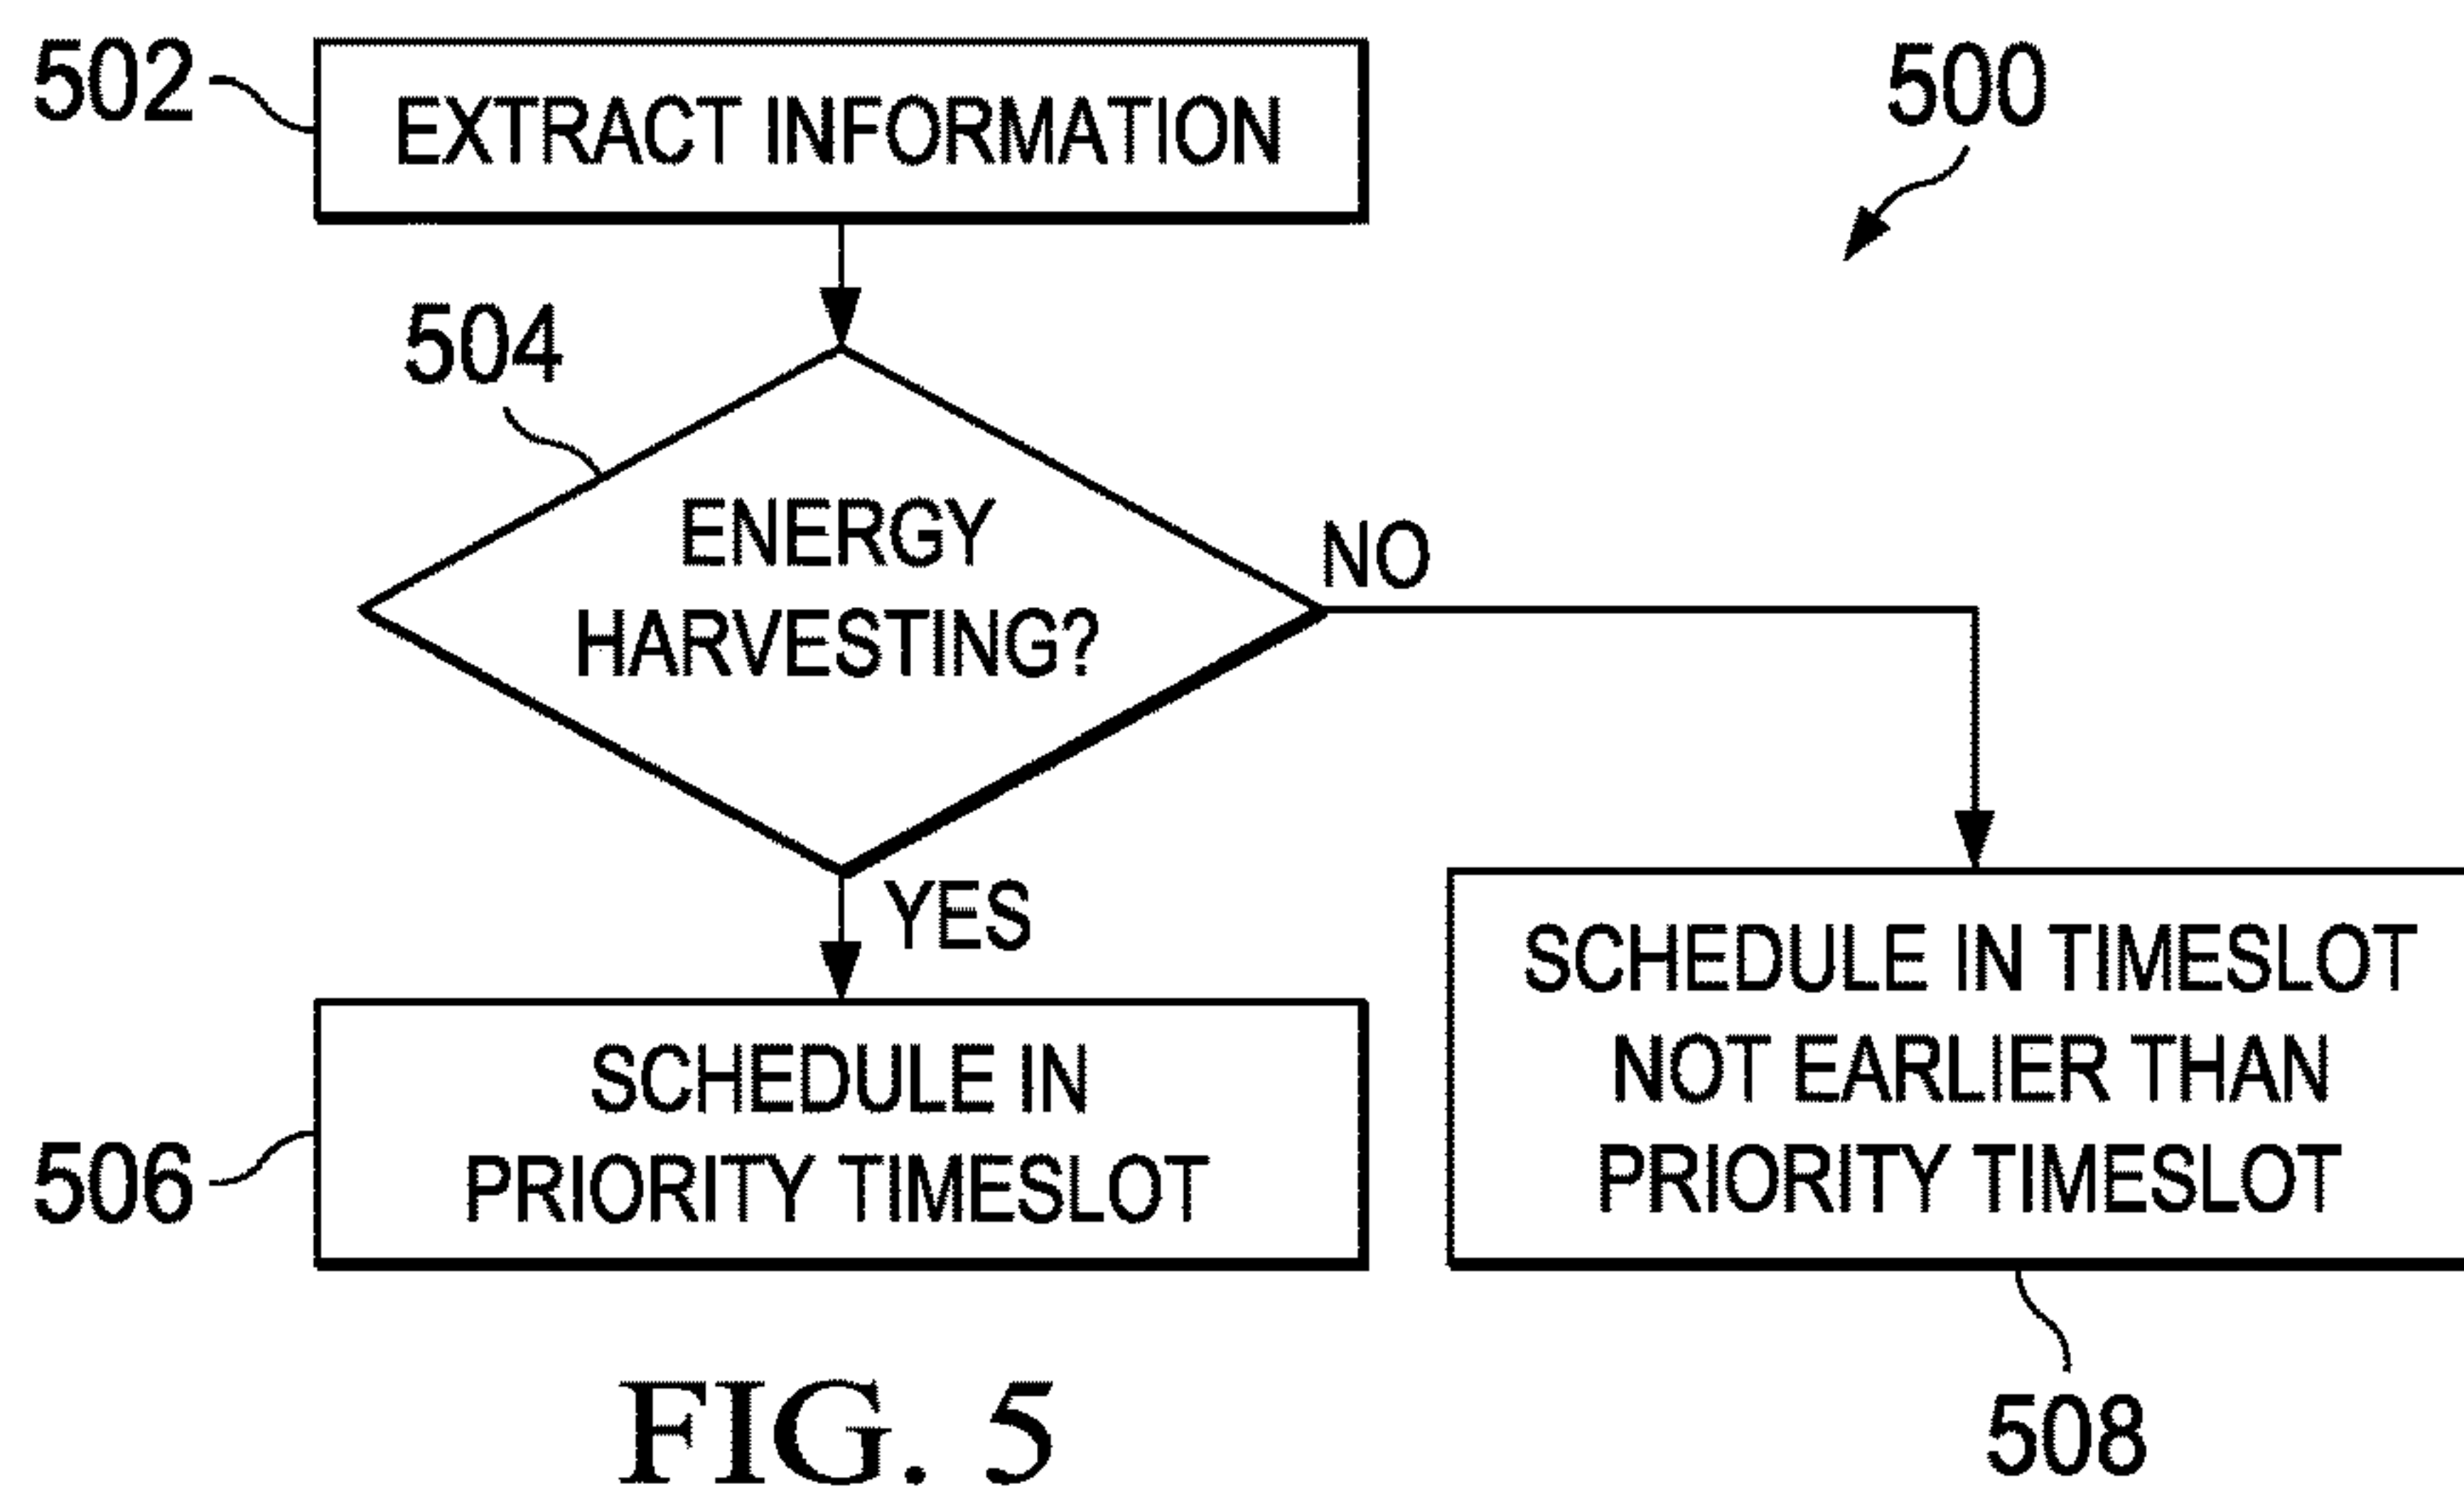 502
EXTRACT INFORMATION
500
504
ENERGY
HARVESTING?
NO
YES
506
SCHEDULE IN
PRIORITY TIMESLOT
SCHEDULE IN TIMESLOT
NOT EARLIER THAN
PRIORITY TIMESLOT
508
FIG. 5